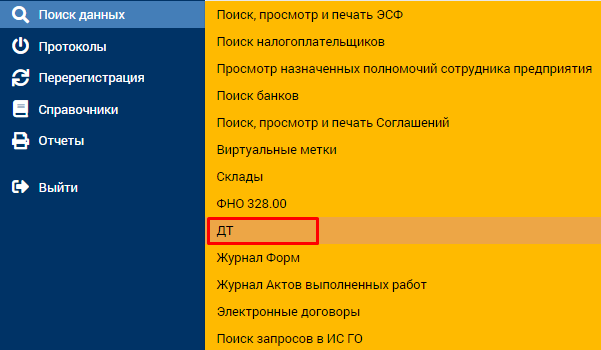 Поиск данных
Протоколы
Перерегистрация
Справочники
Отчеты
Выйти
Поиск, просмотр и печать ЭСФ
Поиск налогоплательщиков
Просмотр назначенных полномочий сотрудника предприятия
Поиск банков
Поиск, просмотр и печать Соглашений
Виртуальные метки
Склады
ФНО 328.00
ДТ
Журнал Форм
Журнал Актов выполненных работ
Электронные договоры
Поиск запросов в ИС ГО